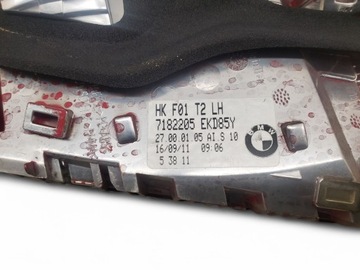 HK F01 T2 LH
7182205 EKD85Y
27 00.01 05 AI.S 10
16/09/11 09:06
5 38 11
BMW